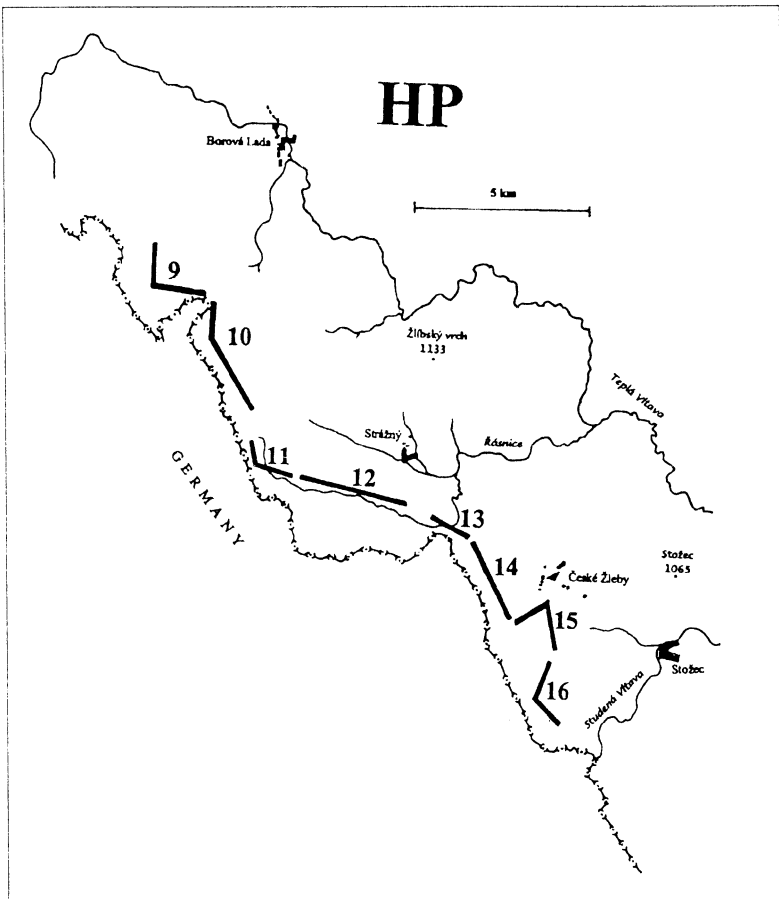 HP
Borová Lada
5 km
9
10
Žlíbský vrch
1133
Teplá Vltava
Strážný
Řásnice
GERMANY
11
12
13
14
Stožec
1065
České Žleby
15
Stožec
16
Studená Vltava